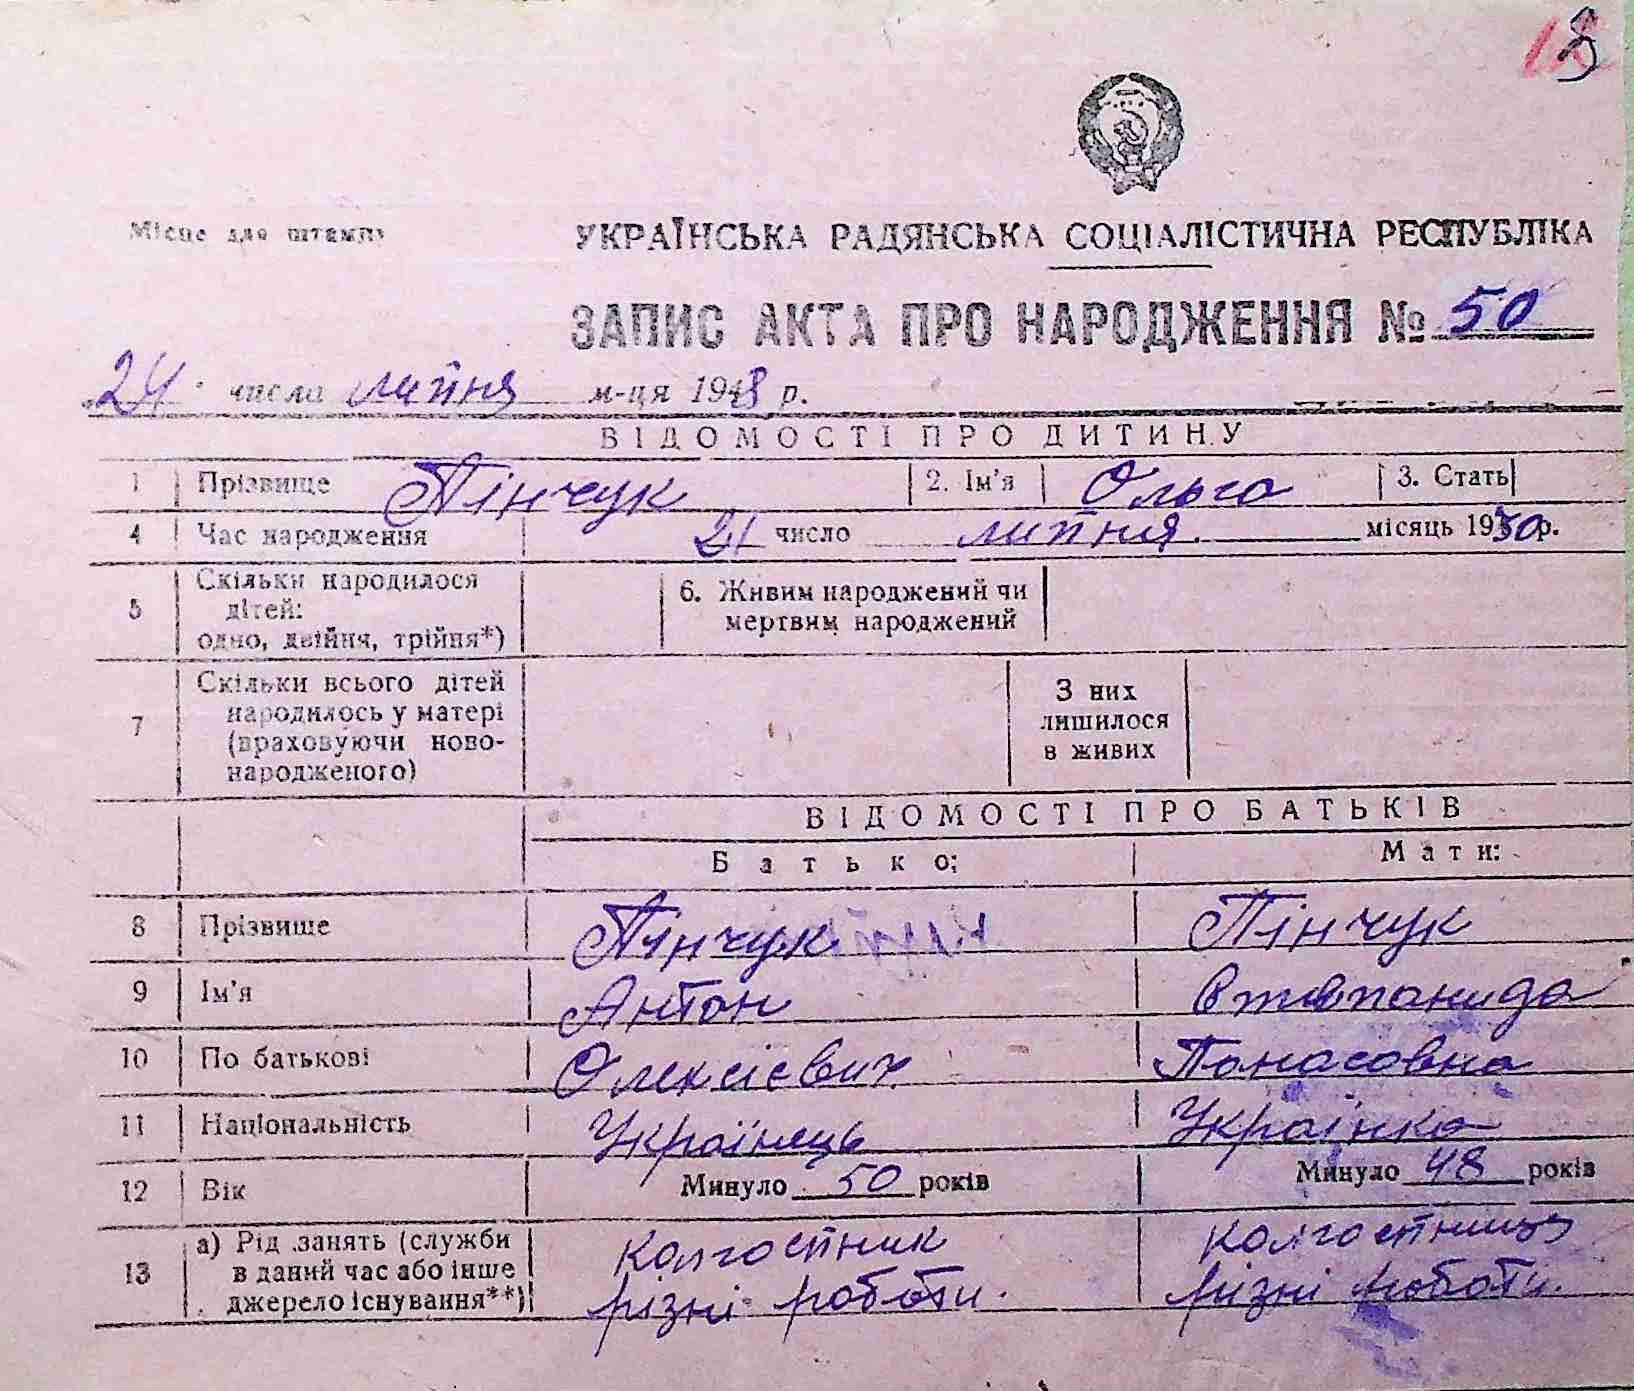 Місце для штампу
УКРАЇНСЬКА РАДЯНСЬКА СОЦІАЛІСТИЧНА РЕСПУБЛІКА
ЗАПИС АКТА ПРО НАРОДЖЕННЯ № 50
24 числа липня м-ця 1948 р.
ВІДОМОСТІ ПРО ДИТИНУ
1 Прізвище Пінчук 2. Ім'я Ольга 3. Стать
4 Час народження 21 число липня. місяць 1930 р.
5 Скільки народилося дітей: одно, двійня, трійня*)
6. Живим народжений чи мертвим народжений
7 Скільки всього дітей народилось у матері (враховуючи ново-народженого)
З них лишилося в живих
ВІДОМОСТІ ПРО БАТЬКІВ
Батько: Мати:
8 Прізвище Пінчук Пінчук
9 Ім'я Антон
10 По батькові Олексієвич Панасовна
11 Національність Українець Українка
12 Вік Минуло 50 років Минуло 48 років
13 а) Рід занять (служби в даний час або інше джерело існування**)
колгостник колгостниця
різні роботи. різні роботи.